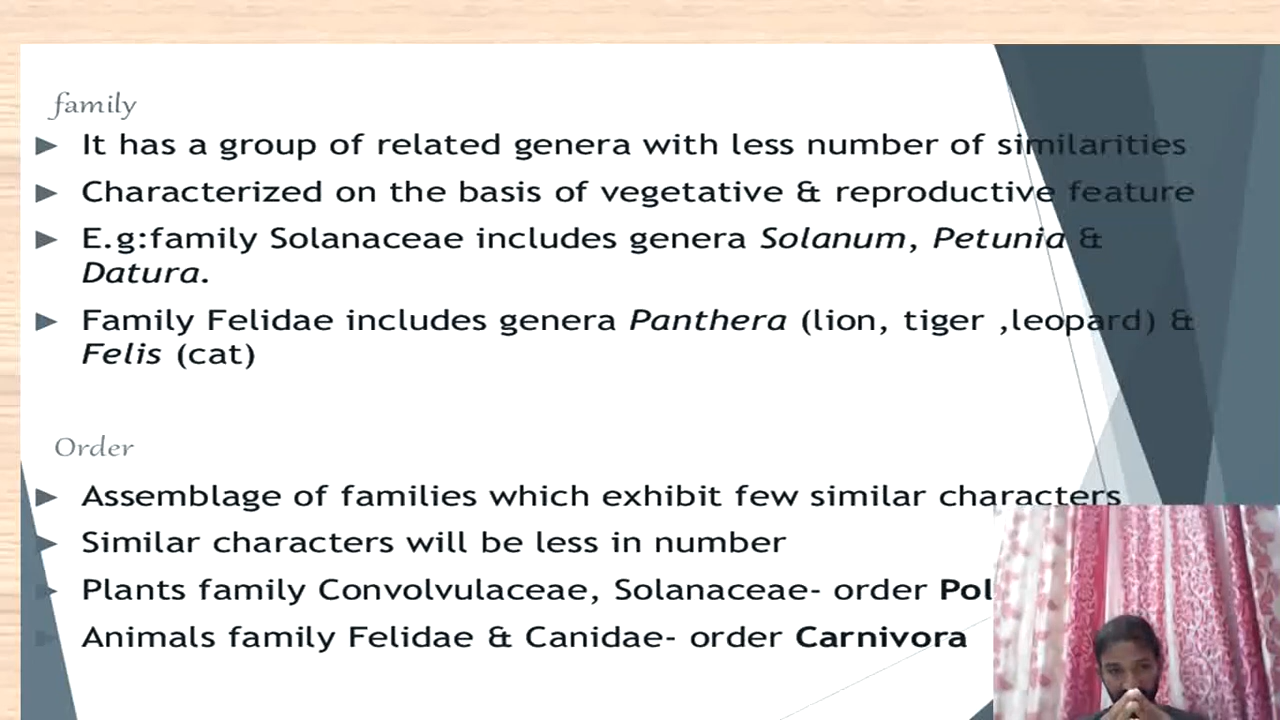 family
It has a group of related genera with less number of similarities
Characterized on the basis of vegetative & reproductive feature
E.g:family Solanaceae includes genera Solanum, Petunia &
Datura.
Family Felidae includes genera Panthera (lion, tiger ,leopard) &
Felis (cat)
Order
Assemblage of families which exhibit few similar characters
Similar characters will be less in number
Plants family Convolvulaceae, Solanaceae- order Pol
Animals family Felidae & Canidae- order Carnivora